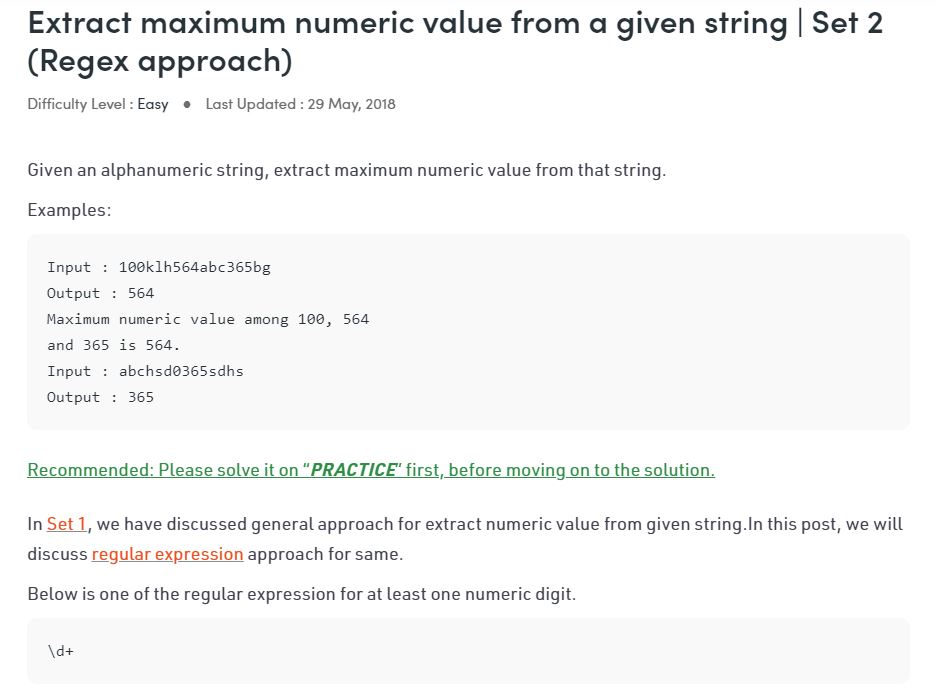 Extract maximum numeric value from a given string | Set 2
(Regex approach)
Difficulty Level : Easy ● Last Updated : 29 May, 2018
Given an alphanumeric string, extract maximum numeric value from that string.
Examples:
Input : 100klh564abc365bg
Output : 564
Maximum numeric value among 100, 564
and 365 is 564.
Input : abchsd0365sdhs
Output : 365
Recommended: Please solve it on “PRACTICE” first, before moving on to the solution.
In Set 1, we have discussed general approach for extract numeric value from given string.In this post, we will
discuss regular expression approach for same.
Below is one of the regular expression for at least one numeric digit.
\d+